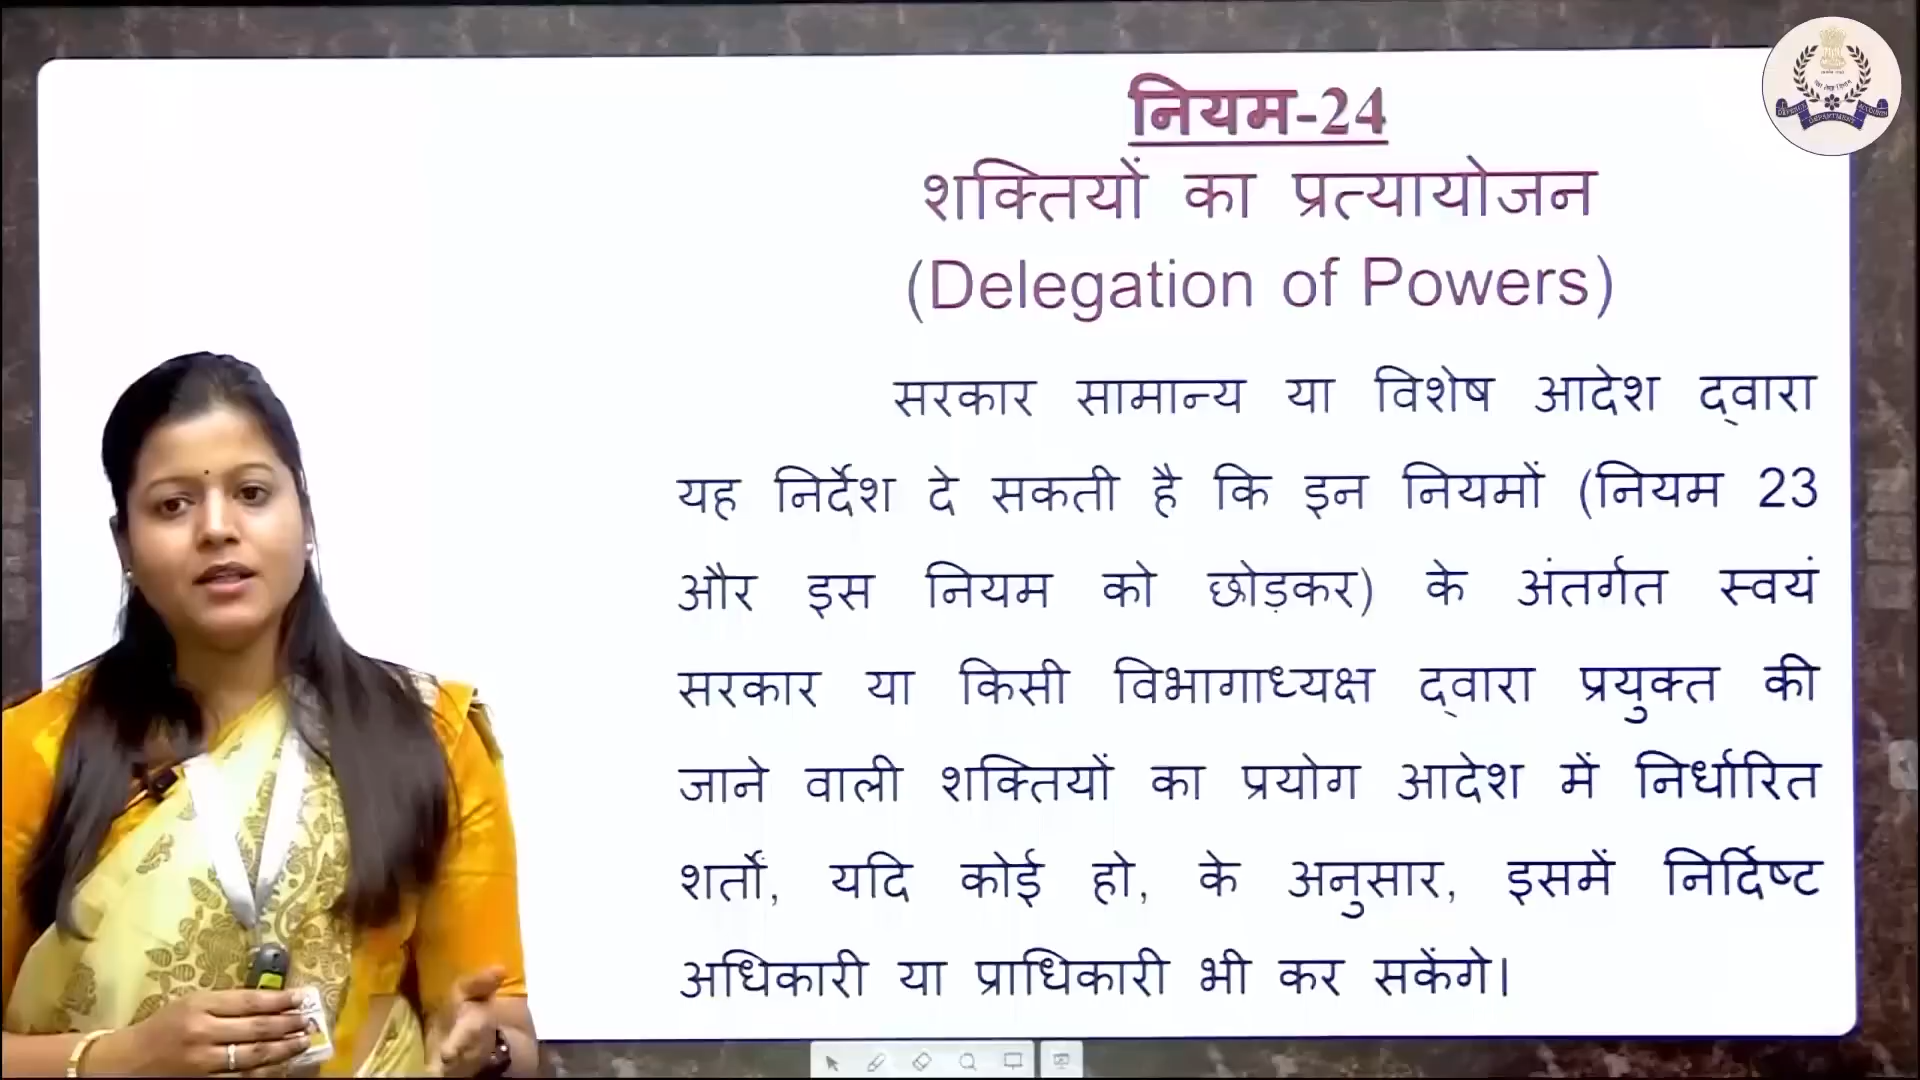 नियम-24
शक्तियों का प्रत्यायोजन
(Delegation of Powers)
सरकार सामान्य या विशेष आदेश द्वारा
यह निर्देश दे सकती है कि इन नियमों (नियम 23
और इस नियम को छोड़कर) के अंतर्गत स्वयं
सरकार या किसी विभागाध्यक्ष द्वारा प्रयुक्त की
जाने वाली शक्तियों का प्रयोग आदेश में निर्धारित
शर्तों, यदि कोई हो, के अनुसार, इसमें निर्दिष्ट
अधिकारी या प्राधिकारी भी कर सकेंगे।